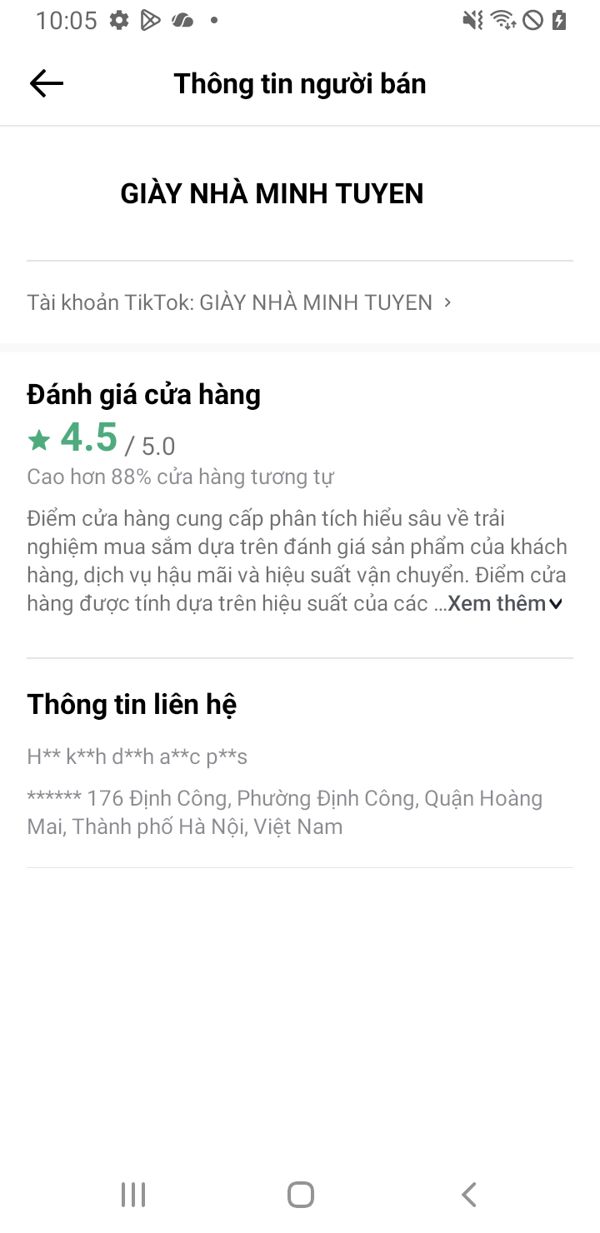 10:05
Thông tin người bán
GIÀY NHÀ MINH TUYEN
Tài khoản TikTok: GIÀY NHÀ MINH TUYEN >
Đánh giá cửa hàng
4.5 / 5.0
Cao hơn 88% cửa hàng tương tự
Điểm cửa hàng cung cấp phân tích hiểu sâu về trải
nghiệm mua sắm dựa trên đánh giá sản phẩm của khách
hàng, dịch vụ hậu mãi và hiệu suất vận chuyển. Điểm cửa
hàng được tính dựa trên hiệu suất của các ...Xem thêm
Thông tin liên hệ
H** k**h d**h a**c p**s
****** 176 Định Công, Phường Định Công, Quận Hoàng
Mai, Thành phố Hà Nội, Việt Nam